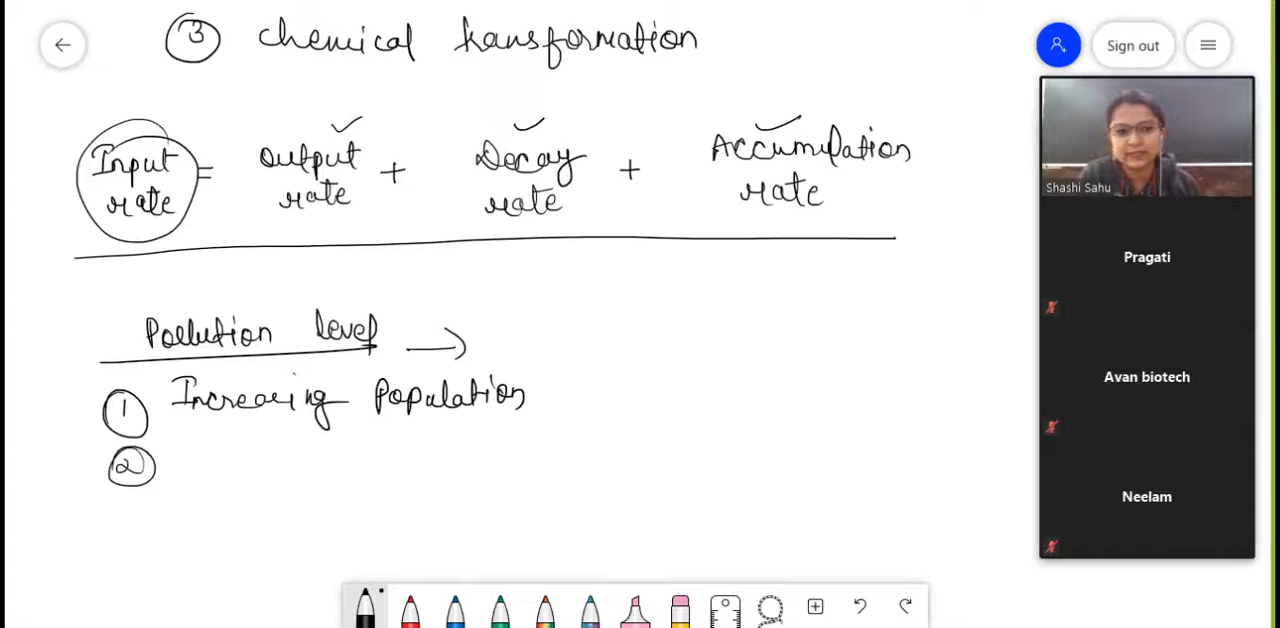 3 chemical transformation
Sign out
Input rate = Output rate + Decay rate + Accumulation rate
Shashi Sahu
Pragati
Pollution level →
1 Increasing Population
Avan biotech
2
Neelam